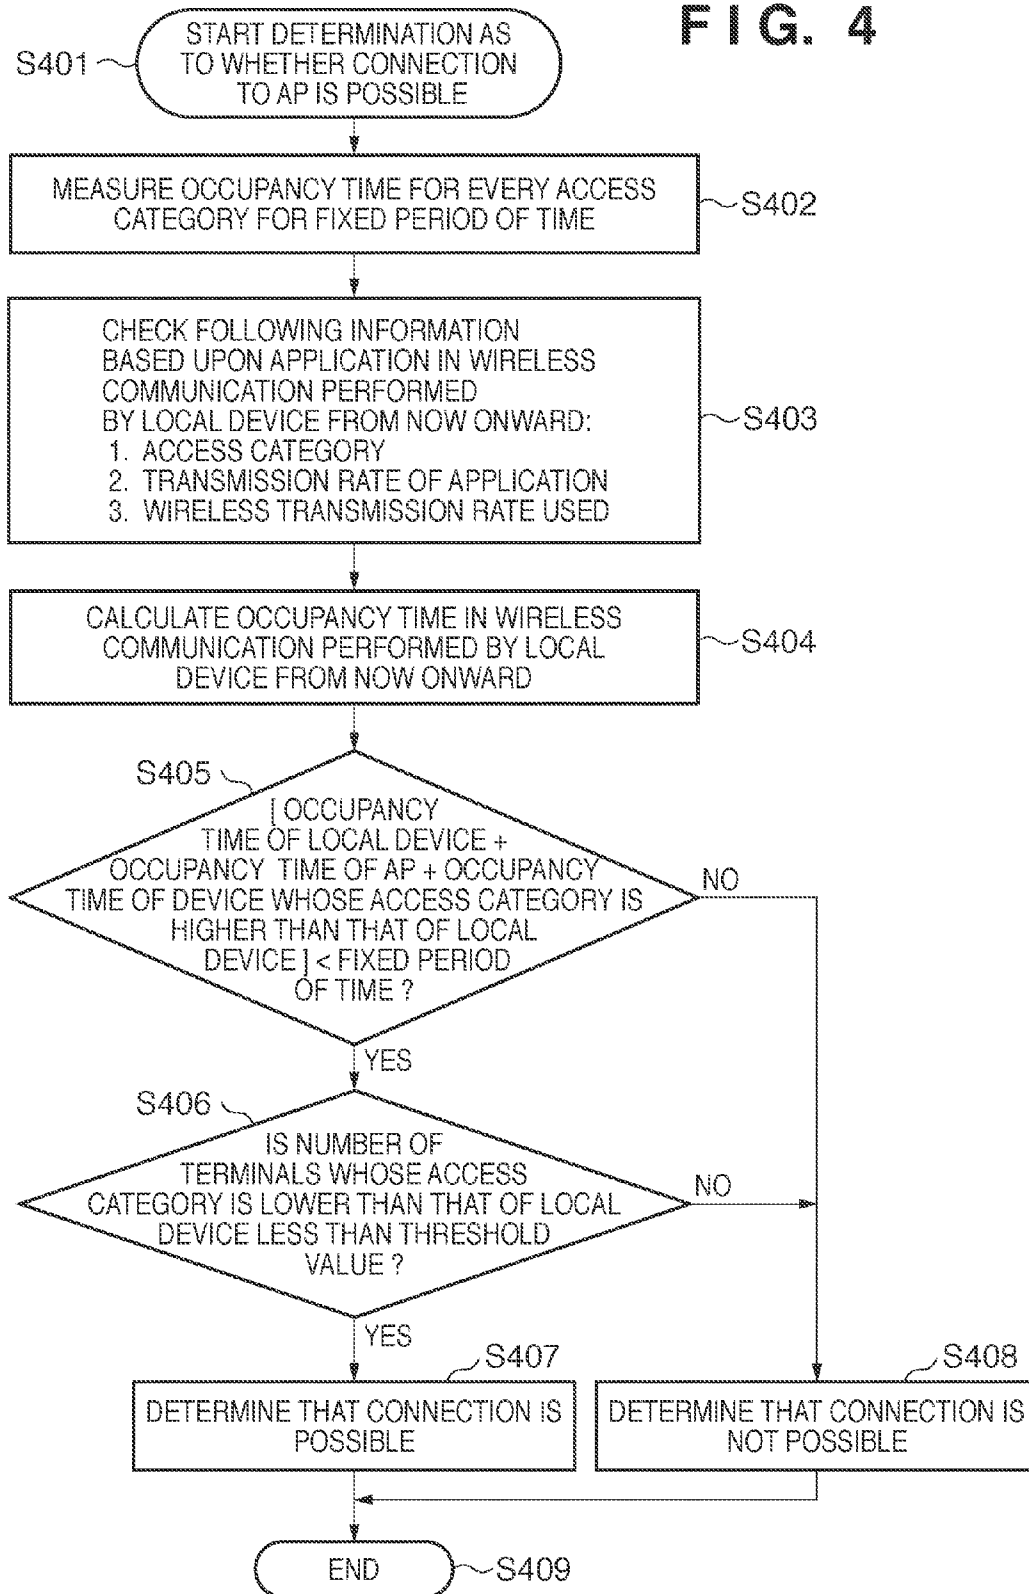 FIG. 4
START DETERMINATION AS
TO WHETHER CONNECTION
TO AP IS POSSIBLE
S401
MEASURE OCCUPANCY TIME FOR EVERY ACCESS
CATEGORY FOR FIXED PERIOD OF TIME
S402
CHECK FOLLOWING INFORMATION
BASED UPON APPLICATION IN WIRELESS
COMMUNICATION PERFORMED
BY LOCAL DEVICE FROM NOW ONWARD:
1. ACCESS CATEGORY
2. TRANSMISSION RATE OF APPLICATION
3. WIRELESS TRANSMISSION RATE USED
S403
CALCULATE OCCUPANCY TIME IN WIRELESS
COMMUNICATION PERFORMED BY LOCAL
DEVICE FROM NOW ONWARD
S404
S405
[ OCCUPANCY
TIME OF LOCAL DEVICE +
OCCUPANCY TIME OF AP + OCCUPANCY
TIME OF DEVICE WHOSE ACCESS CATEGORY IS
HIGHER THAN THAT OF LOCAL
DEVICE ] < FIXED PERIOD
OF TIME ?
NO
YES
S406
IS NUMBER OF
TERMINALS WHOSE ACCESS
CATEGORY IS LOWER THAN THAT OF LOCAL
DEVICE LESS THAN THRESHOLD
VALUE ?
NO
YES
S407
DETERMINE THAT CONNECTION IS
POSSIBLE
S408
DETERMINE THAT CONNECTION IS
NOT POSSIBLE
END
S409